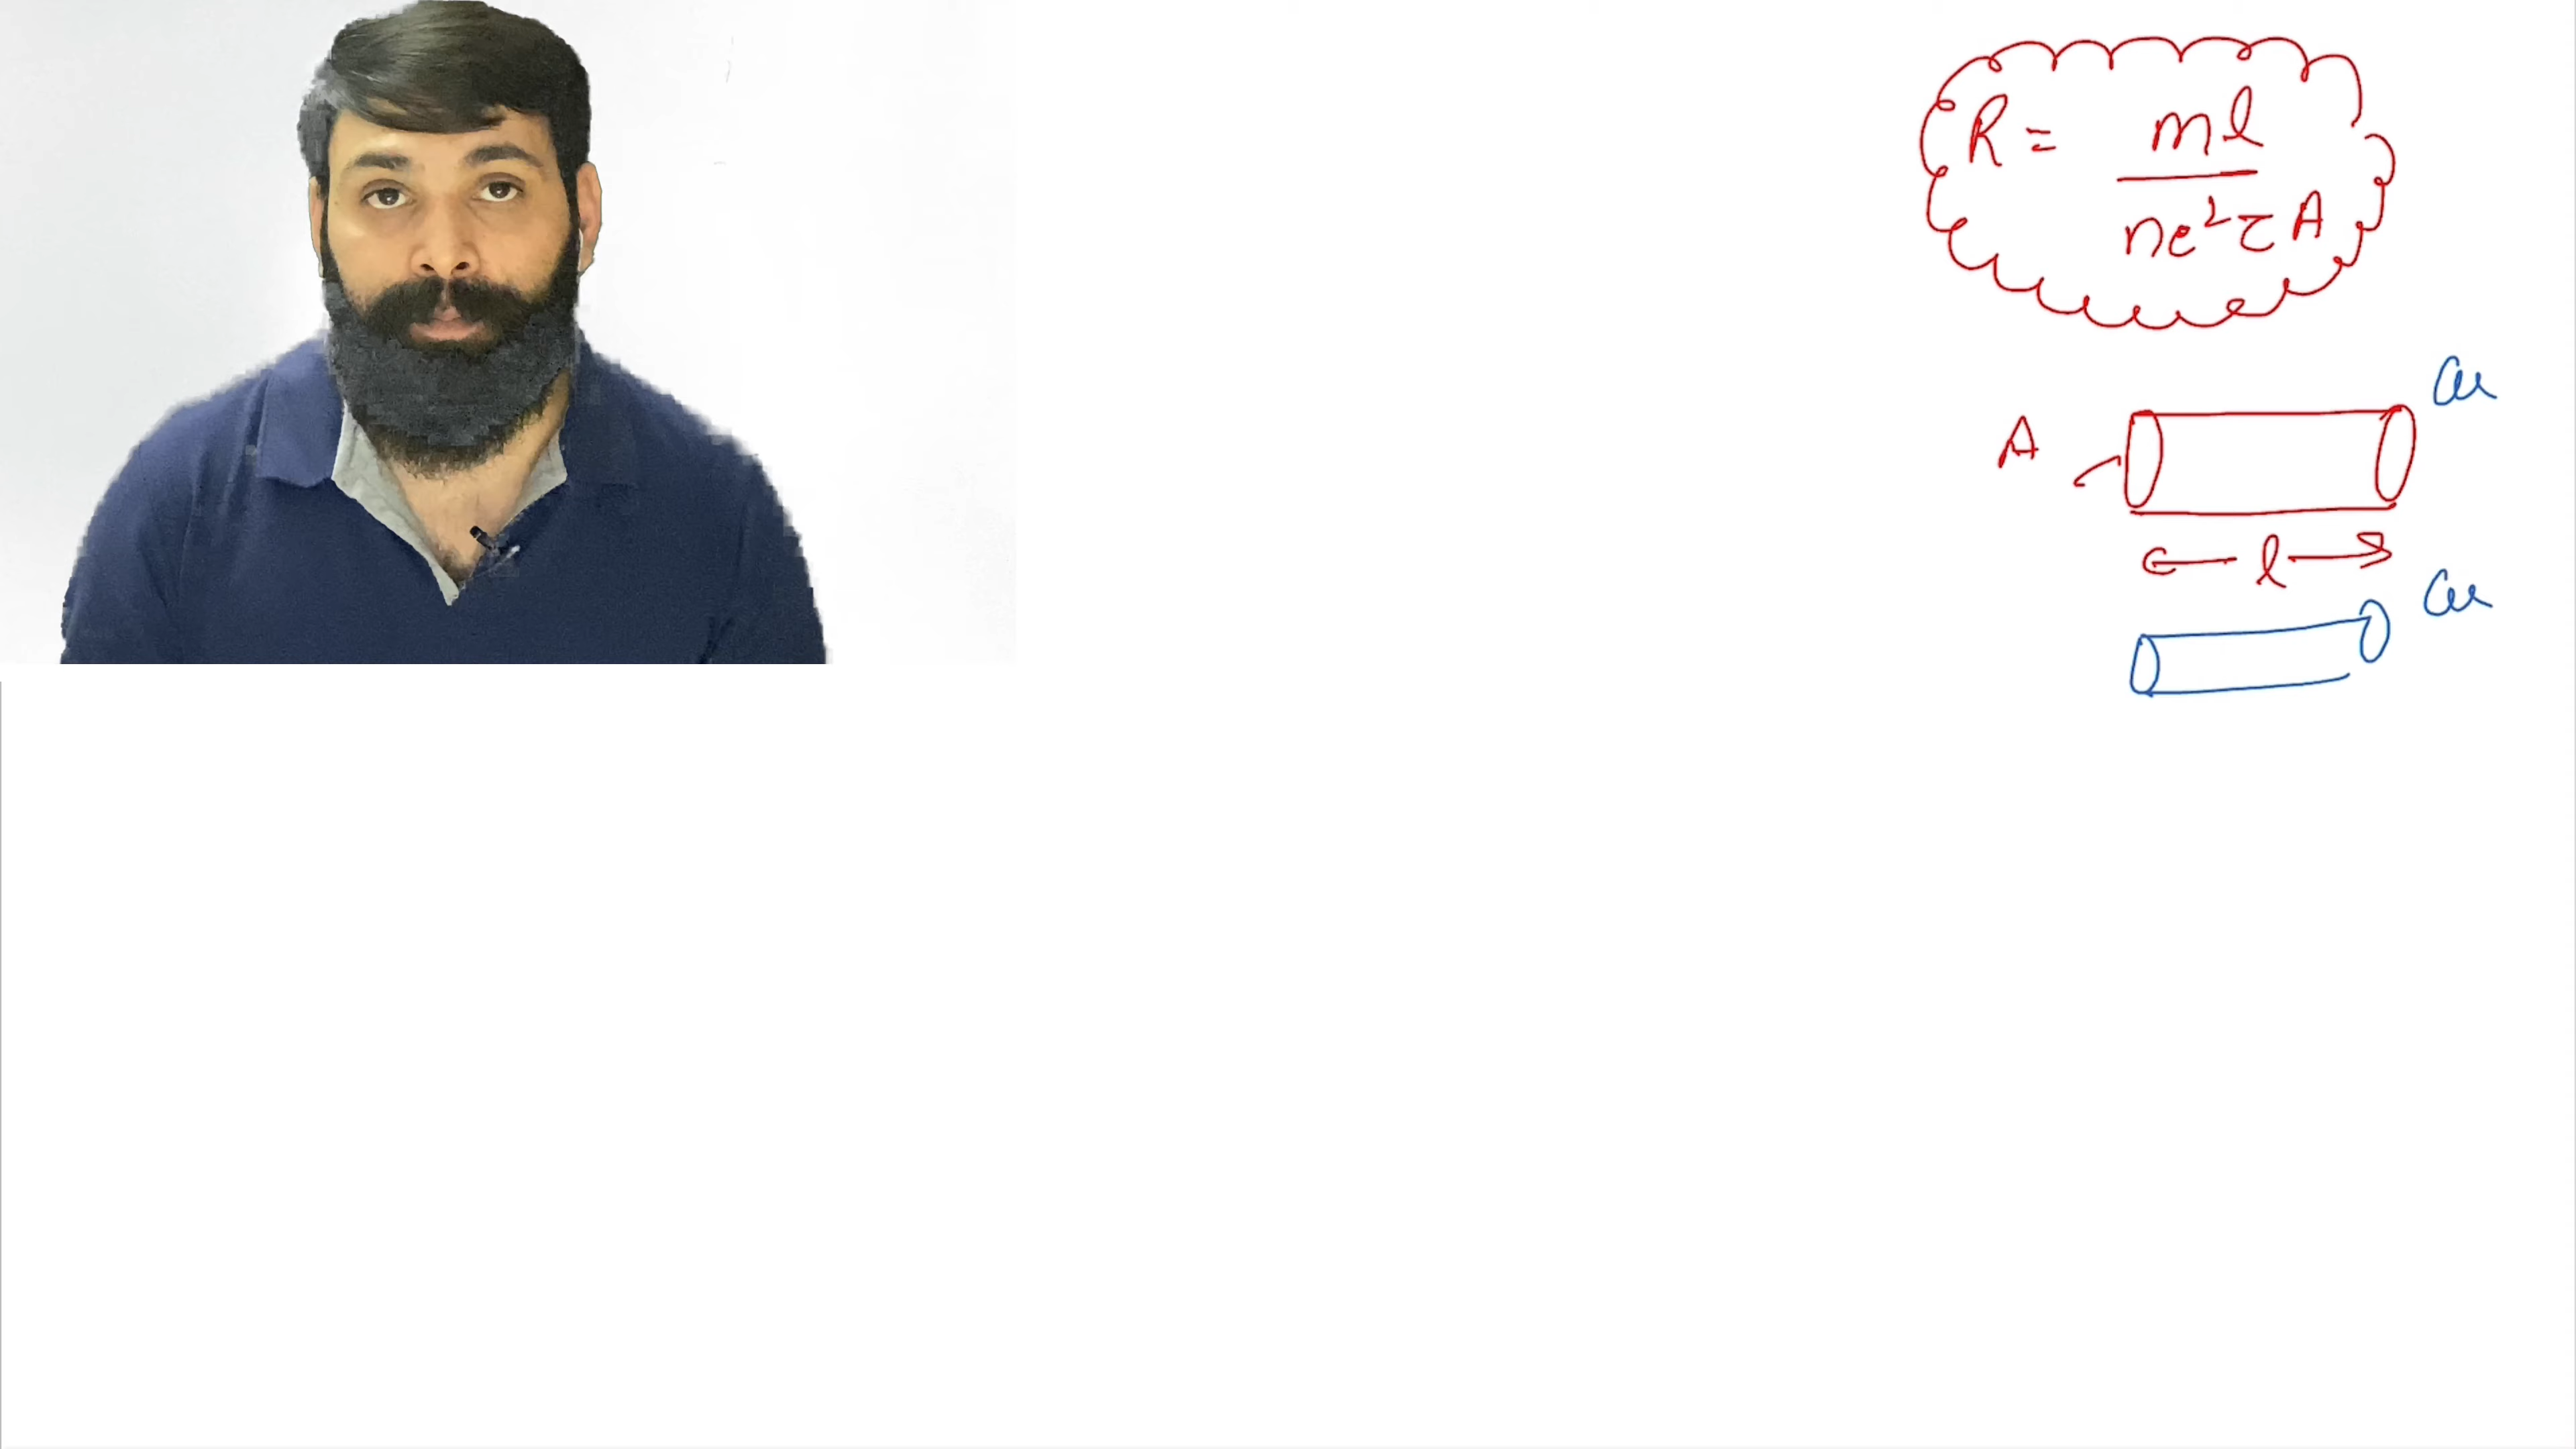 R = ml / ne²τA
Cu
A
l
Cu